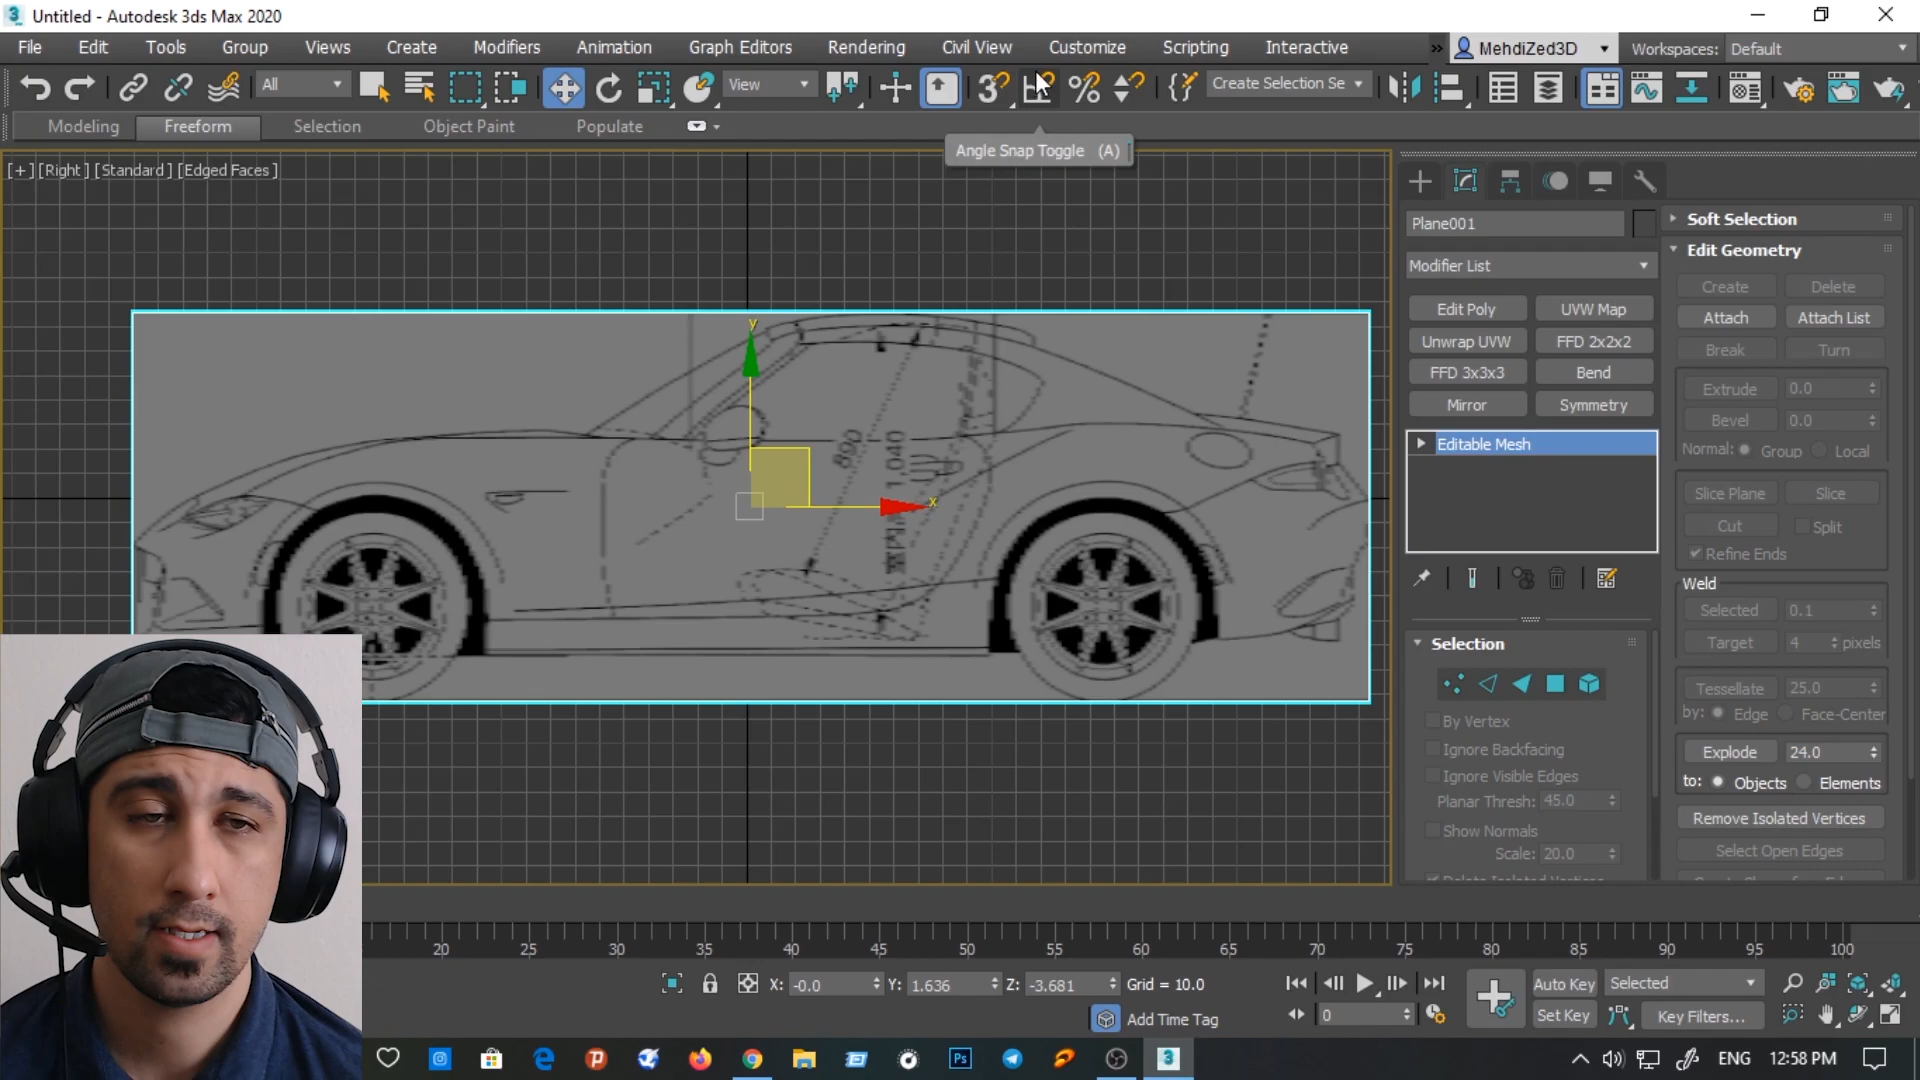 Untitled - Autodesk 3ds Max 2020
File Edit Tools Group Views Create Modifiers Animation Graph Editors Rendering Civil View Customize Scripting Interactive » MehdiZed3D Workspaces: Default
All View Create Selection Se
Modeling Freeform Selection Object Paint Populate
Angle Snap Toggle (A)
[+] [Right] [Standard] [Edged Faces]
Plane001
Modifier List
Edit Poly UVW Map
Unwrap UVW FFD 2x2x2
FFD 3x3x3 Bend
Mirror Symmetry
Editable Mesh
Selection
By Vertex
Ignore Backfacing
Ignore Visible Edges
Planar Thresh: 45.0
Show Normals
Scale: 20.0
Delete Isolated Vertices
Soft Selection
Edit Geometry
Create Delete
Attach Attach List
Break Turn
Extrude 0.0
Bevel 0.0
Normal: Group Local
Slice Plane Slice
Cut Split
Refine Ends
Weld
Selected 0.1
Target 4 pixels
Tessellate 25.0
by: Edge Face-Center
Explode 24.0
to: Objects Elements
Remove Isolated Vertices
Select Open Edges
y
x
1,040
20 25 30 35 40 45 50 55 60 65 70 75 80 85 90 95 100
X: -0.0 Y: 1.636 Z: -3.681 Grid = 10.0
Add Time Tag
0
Auto Key Selected
Set Key Key Filters...
Ps
3
ENG 12:58 PM